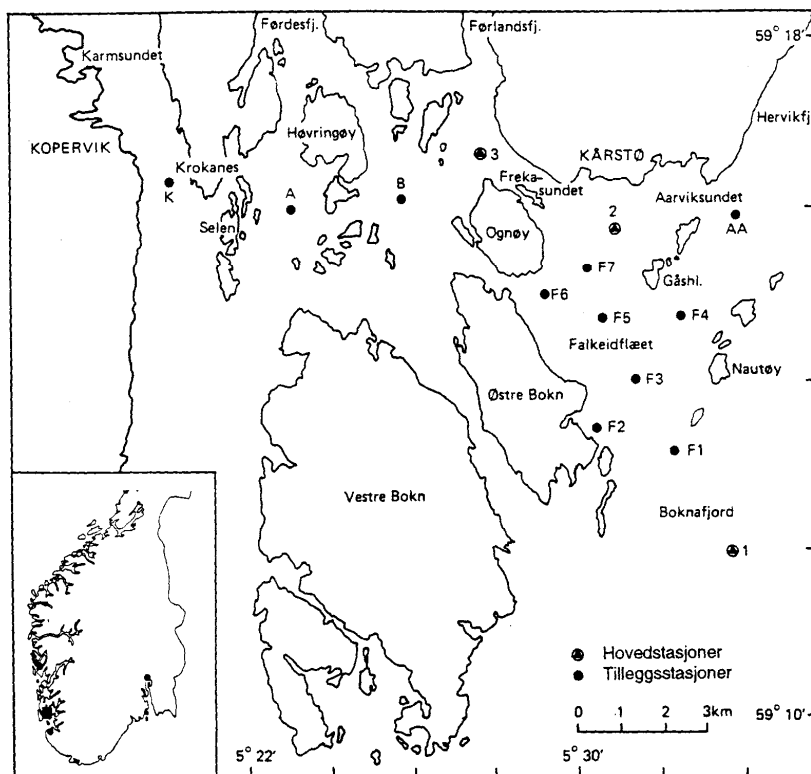 Førdesfj.
Førlandsfj.
59° 18'
Karmsundet
Hervikfj
KOPERVIK
Høvringøy
3
KÅRSTØ
Krokanes
Freka-
sundet
K
A
B
2
Aarviksundet
AA
Selen
Ognøy
F7
Gåshl.
F6
F5
F4
Falkeidflæet
Nautøy
F3
Østre Bokn
F2
F1
Vestre Bokn
Boknafjord
1
Hovedstasjoner
Tilleggsstasjoner
0 1 2 3km
59° 10'
5° 22'
5° 30'